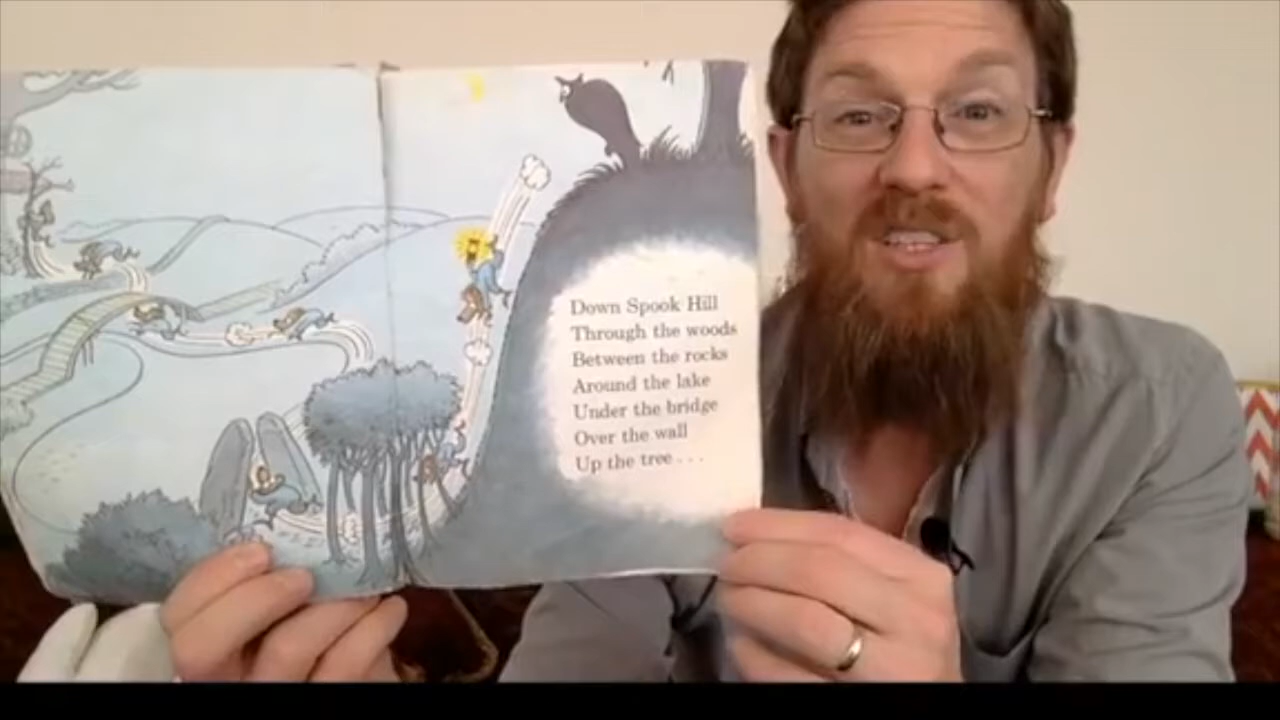 Down Spook Hill
Through the woods
Between the rocks
Around the lake
Under the bridge
Over the wall
Up the tree . . .